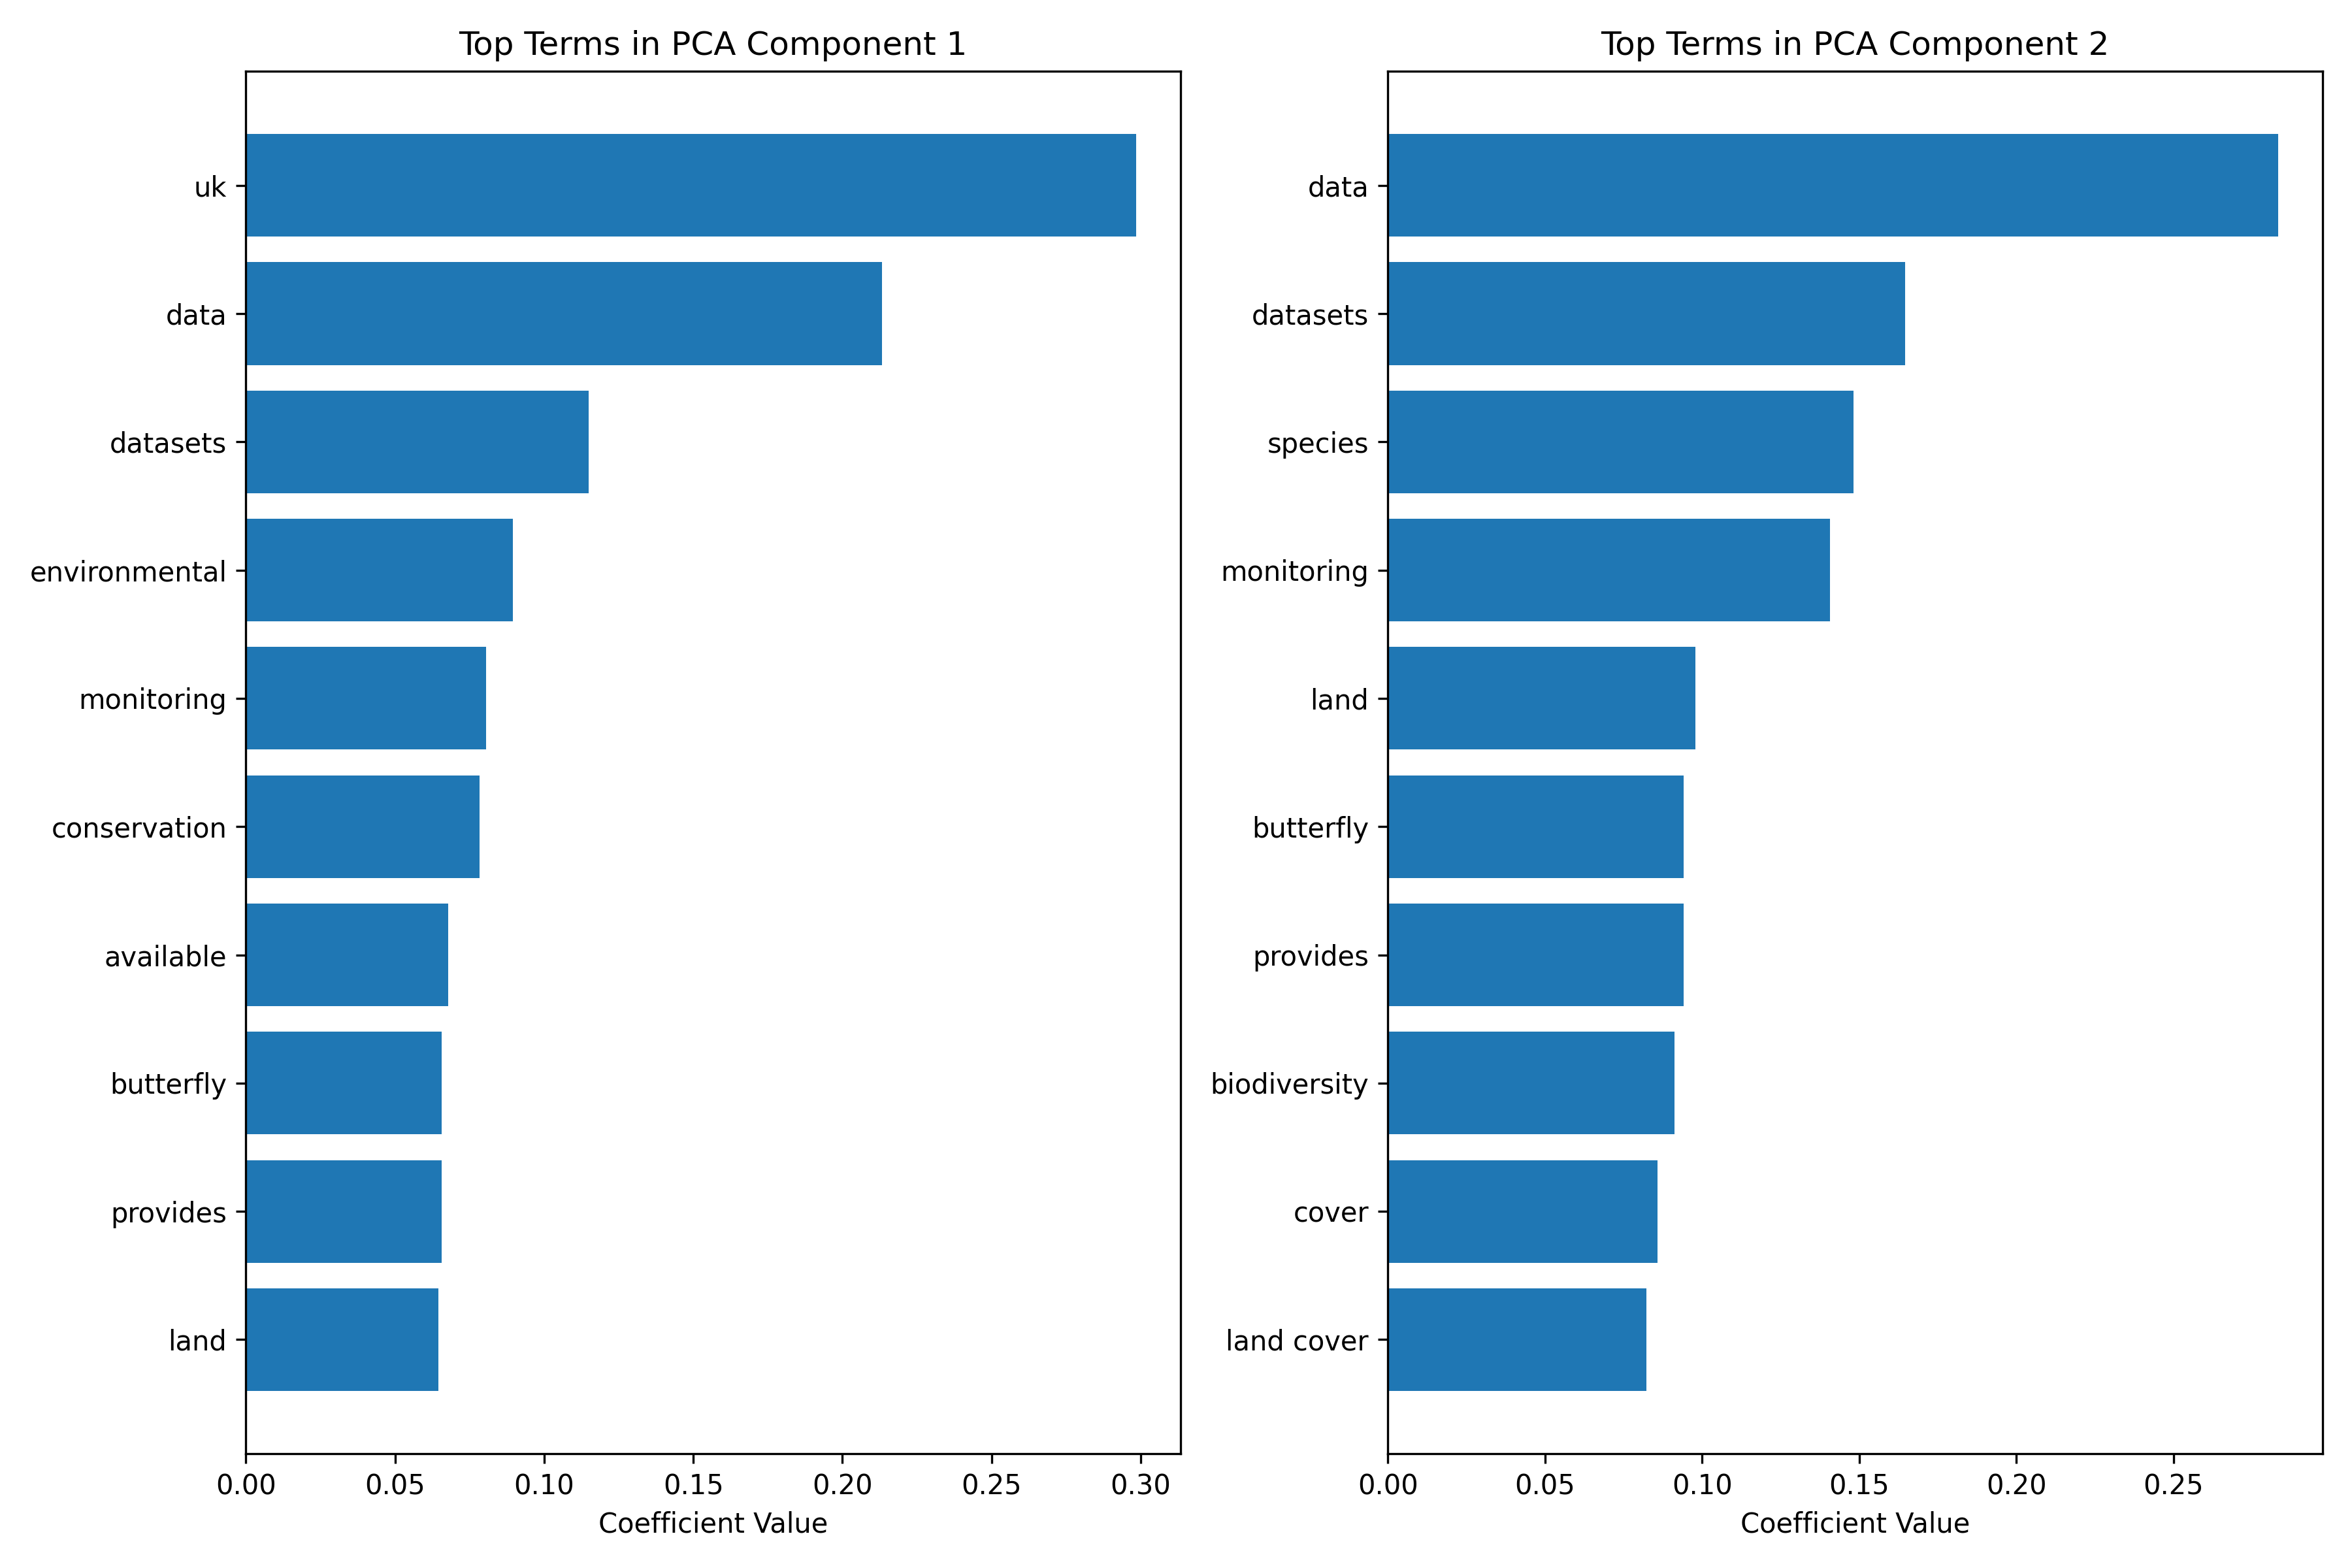 Top Terms in PCA Component 1
uk
data
datasets
environmental
monitoring
conservation
available
butterfly
provides
land
0.00 0.05 0.10 0.15 0.20 0.25 0.30
Coefficient Value
Top Terms in PCA Component 2
data
datasets
species
monitoring
land
butterfly
provides
biodiversity
cover
land cover
0.00 0.05 0.10 0.15 0.20 0.25
Coefficient Value